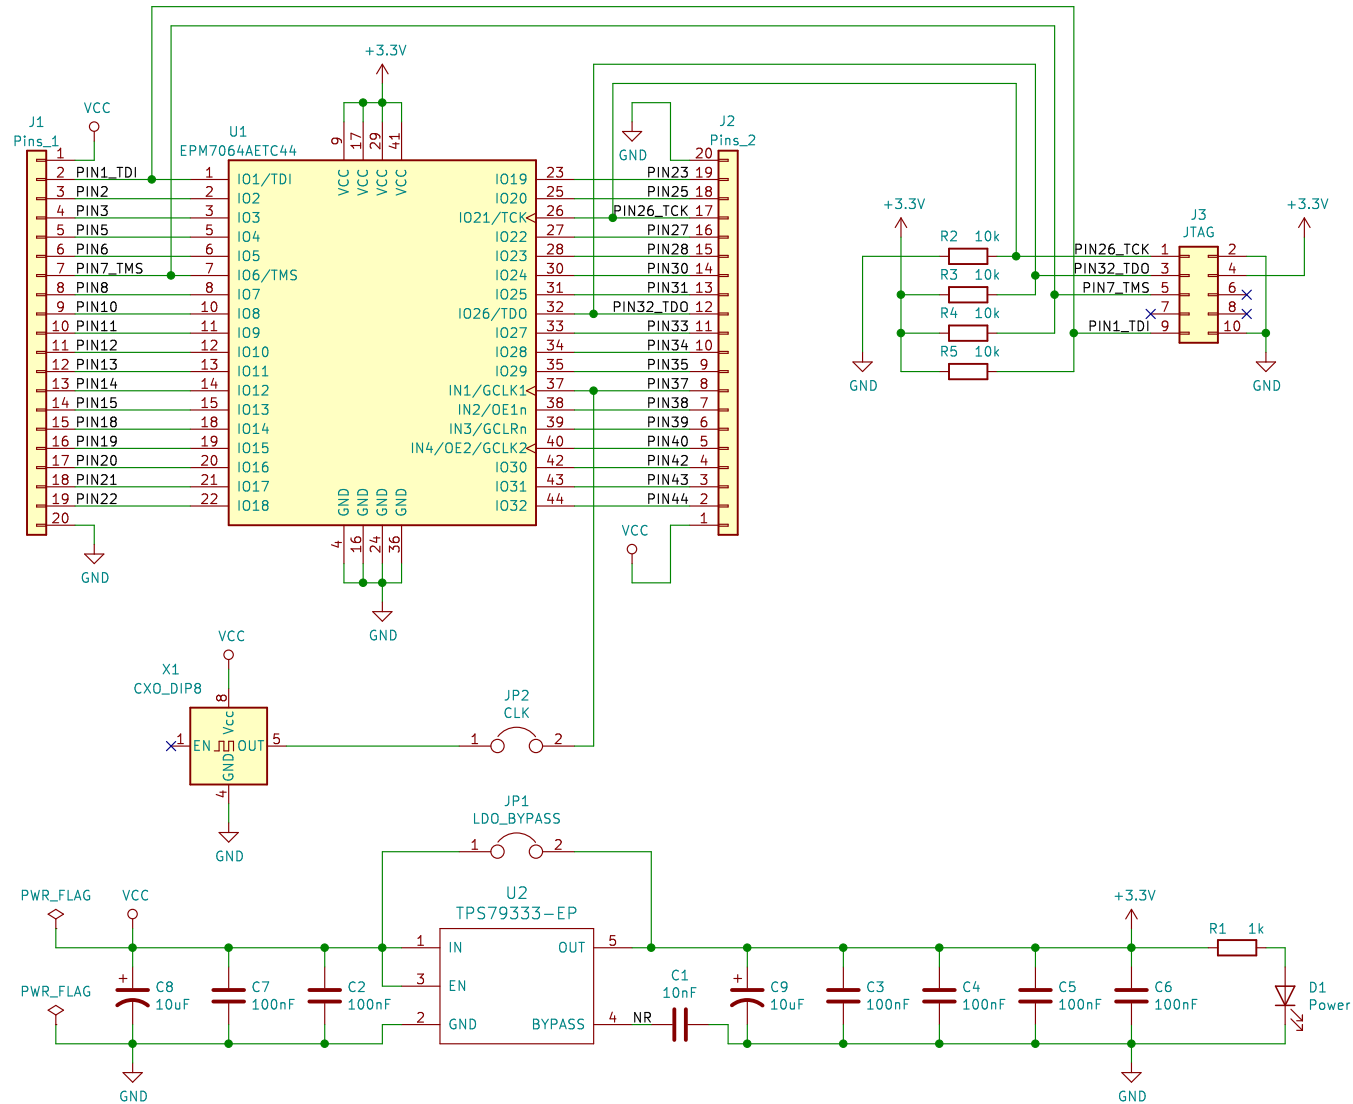 +3.3V
J1
Pins_1
VCC
U1
EPM7064AETC44
9
17
29
41
VCC
VCC
VCC
VCC
GND
J2
Pins_2
1
2 PIN1_TDI 1 IO1/TDI
3 PIN2 2 IO2
4 PIN3 3 IO3
5 PIN5 5 IO4
6 PIN6 6 IO5
7 PIN7_TMS 7 IO6/TMS
8 PIN8 8 IO7
9 PIN10 10 IO8
10 PIN11 11 IO9
11 PIN12 12 IO10
12 PIN13 13 IO11
13 PIN14 14 IO12
14 PIN15 15 IO13
15 PIN18 18 IO14
16 PIN19 19 IO15
17 PIN20 20 IO16
18 PIN21 21 IO17
19 PIN22 22 IO18
20
GND
20
IO19 23 PIN23 19
IO20 25 PIN25 18
IO21/TCK 26 PIN26_TCK 17
IO22 27 PIN27 16
IO23 28 PIN28 15
IO24 30 PIN30 14
IO25 31 PIN31 13
IO26/TDO 32 PIN32_TDO 12
IO27 33 PIN33 11
IO28 34 PIN34 10
IO29 35 PIN35 9
IN1/GCLK1 37 PIN37 8
IN2/OE1n 38 PIN38 7
IN3/GCLRn 39 PIN39 6
IN4/OE2/GCLK2 40 PIN40 5
IO30 42 PIN42 4
IO31 43 PIN43 3
IO32 44 PIN44 2
1
VCC
GND
GND
GND
GND
4
16
24
36
GND
+3.3V
R2 10k
R3 10k
R4 10k
R5 10k
GND
J3
JTAG
+3.3V
PIN26_TCK 1 2
PIN32_TDO 3 4
PIN7_TMS 5 6
7 8
PIN1_TDI 9 10
GND
VCC
X1
CXO_DIP8
8
Vcc
1 EN OUT 5
GND
4
GND
JP2
CLK
1 2
JP1
LDO_BYPASS
1 2
PWR_FLAG
VCC
U2
TPS79333-EP
1 IN OUT 5
3 EN
2 GND BYPASS 4
NR
C1
10nF
PWR_FLAG
+
C8
10uF
C7
100nF
C2
100nF
GND
+
C9
10uF
C3
100nF
C4
100nF
C5
100nF
C6
100nF
+3.3V
R1 1k
D1
Power
GND